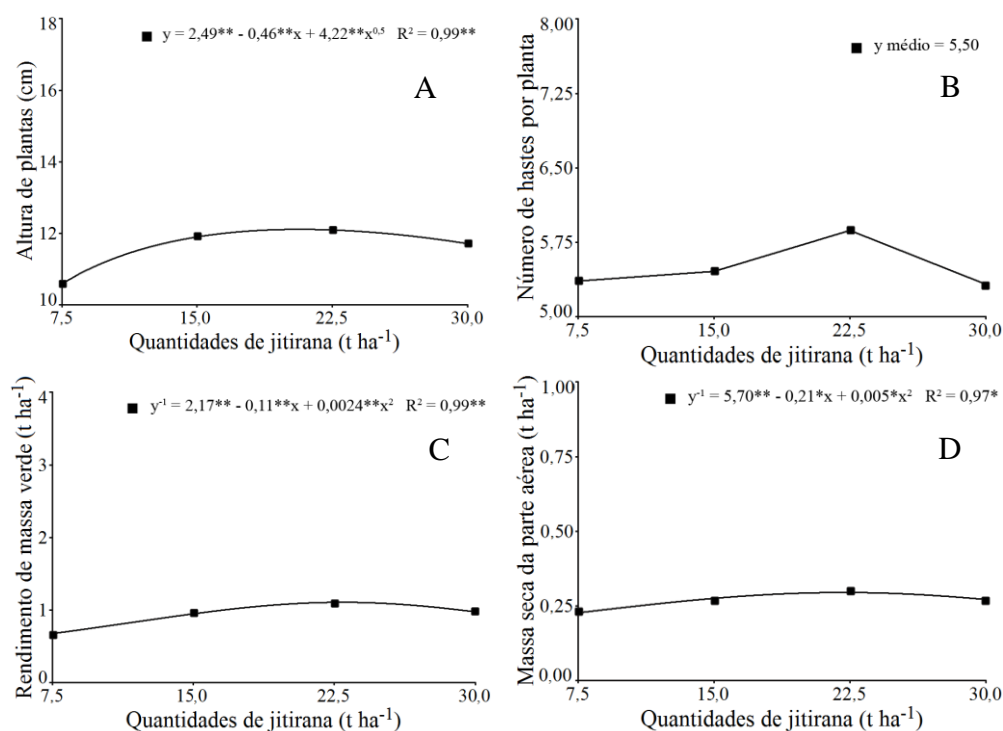 y = 2,49** - 0,46**x + 4,22**x⁰,⁵ R² = 0,99**
A
Altura de plantas (cm)
18
16
14
12
10
7,5 15,0 22,5 30,0
Quantidades de jitirana (t ha⁻¹)
y médio = 5,50
B
Número de hastes por planta
8,00
7,25
6,50
5,75
5,00
7,5 15,0 22,5 30,0
Quantidades de jitirana (t ha⁻¹)
y⁻¹ = 2,17** - 0,11**x + 0,0024**x² R² = 0,99**
C
Rendimento de massa verde (t ha⁻¹)
4
3
2
1
0
7,5 15,0 22,5 30,0
Quantidades de jitirana (t ha⁻¹)
y⁻¹ = 5,70** - 0,21*x + 0,005*x² R² = 0,97*
D
Massa seca da parte aérea (t ha⁻¹)
1,00
0,75
0,50
0,25
0,00
7,5 15,0 22,5 30,0
Quantidades de jitirana (t ha⁻¹)